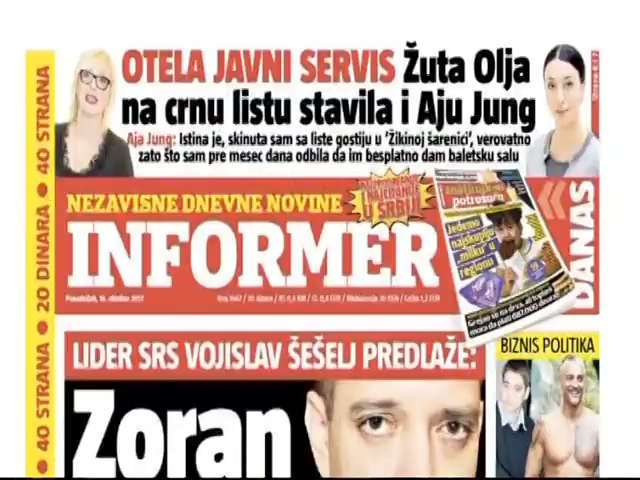 OTELA JAVNI SERVIS Žuta Olja
na crnu listu stavila i Aju Jung
Aja Jung: Istina je, skinuta sam sa liste gostiju u 'Žikinoj šarenici', verovatno
zato što sam pre mesec dana odbila da im besplatno dam baletsku salu
40 STRANA • 20 DINARA • 40 STRANA
NEZAVISNE DNEVNE NOVINE
U SRBIJI
INFORMER
DANAS
potrošača
Jedemo
najskuplju
'milku' u
regionu
LIDER SRS VOJISLAV ŠEŠELJ PREDLAŽE:
Zoran
BIZNIS POLITIKA